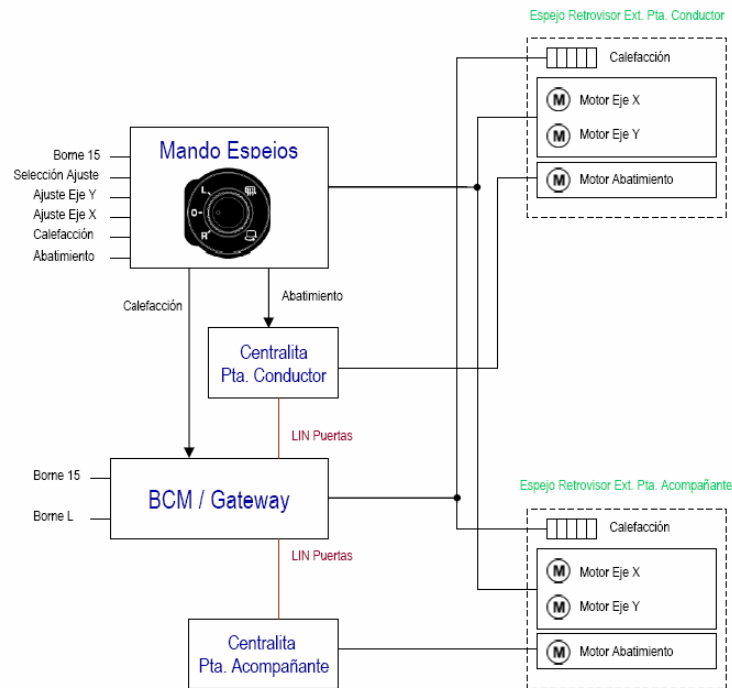 Espejo Retrovisor Ext. Pta. Conductor
Calefacción
Motor Eje X
Motor Eje Y
Motor Abatimiento
Mando Espejos
Borne 15
Selección Ajuste
Ajuste Eje Y
Ajuste Eje X
Calefacción
Abatimiento
L
0
R
Calefacción
Abatimiento
Centralita
Pta. Conductor
LIN Puertas
Borne 15
Borne L
BCM / Gateway
LIN Puertas
Centralita
Pta. Acompañante
Espejo Retrovisor Ext. Pta. Acompañante
Calefacción
M
Motor Eje X
M
Motor Eje Y
M
Motor Abatimiento
M
M
M